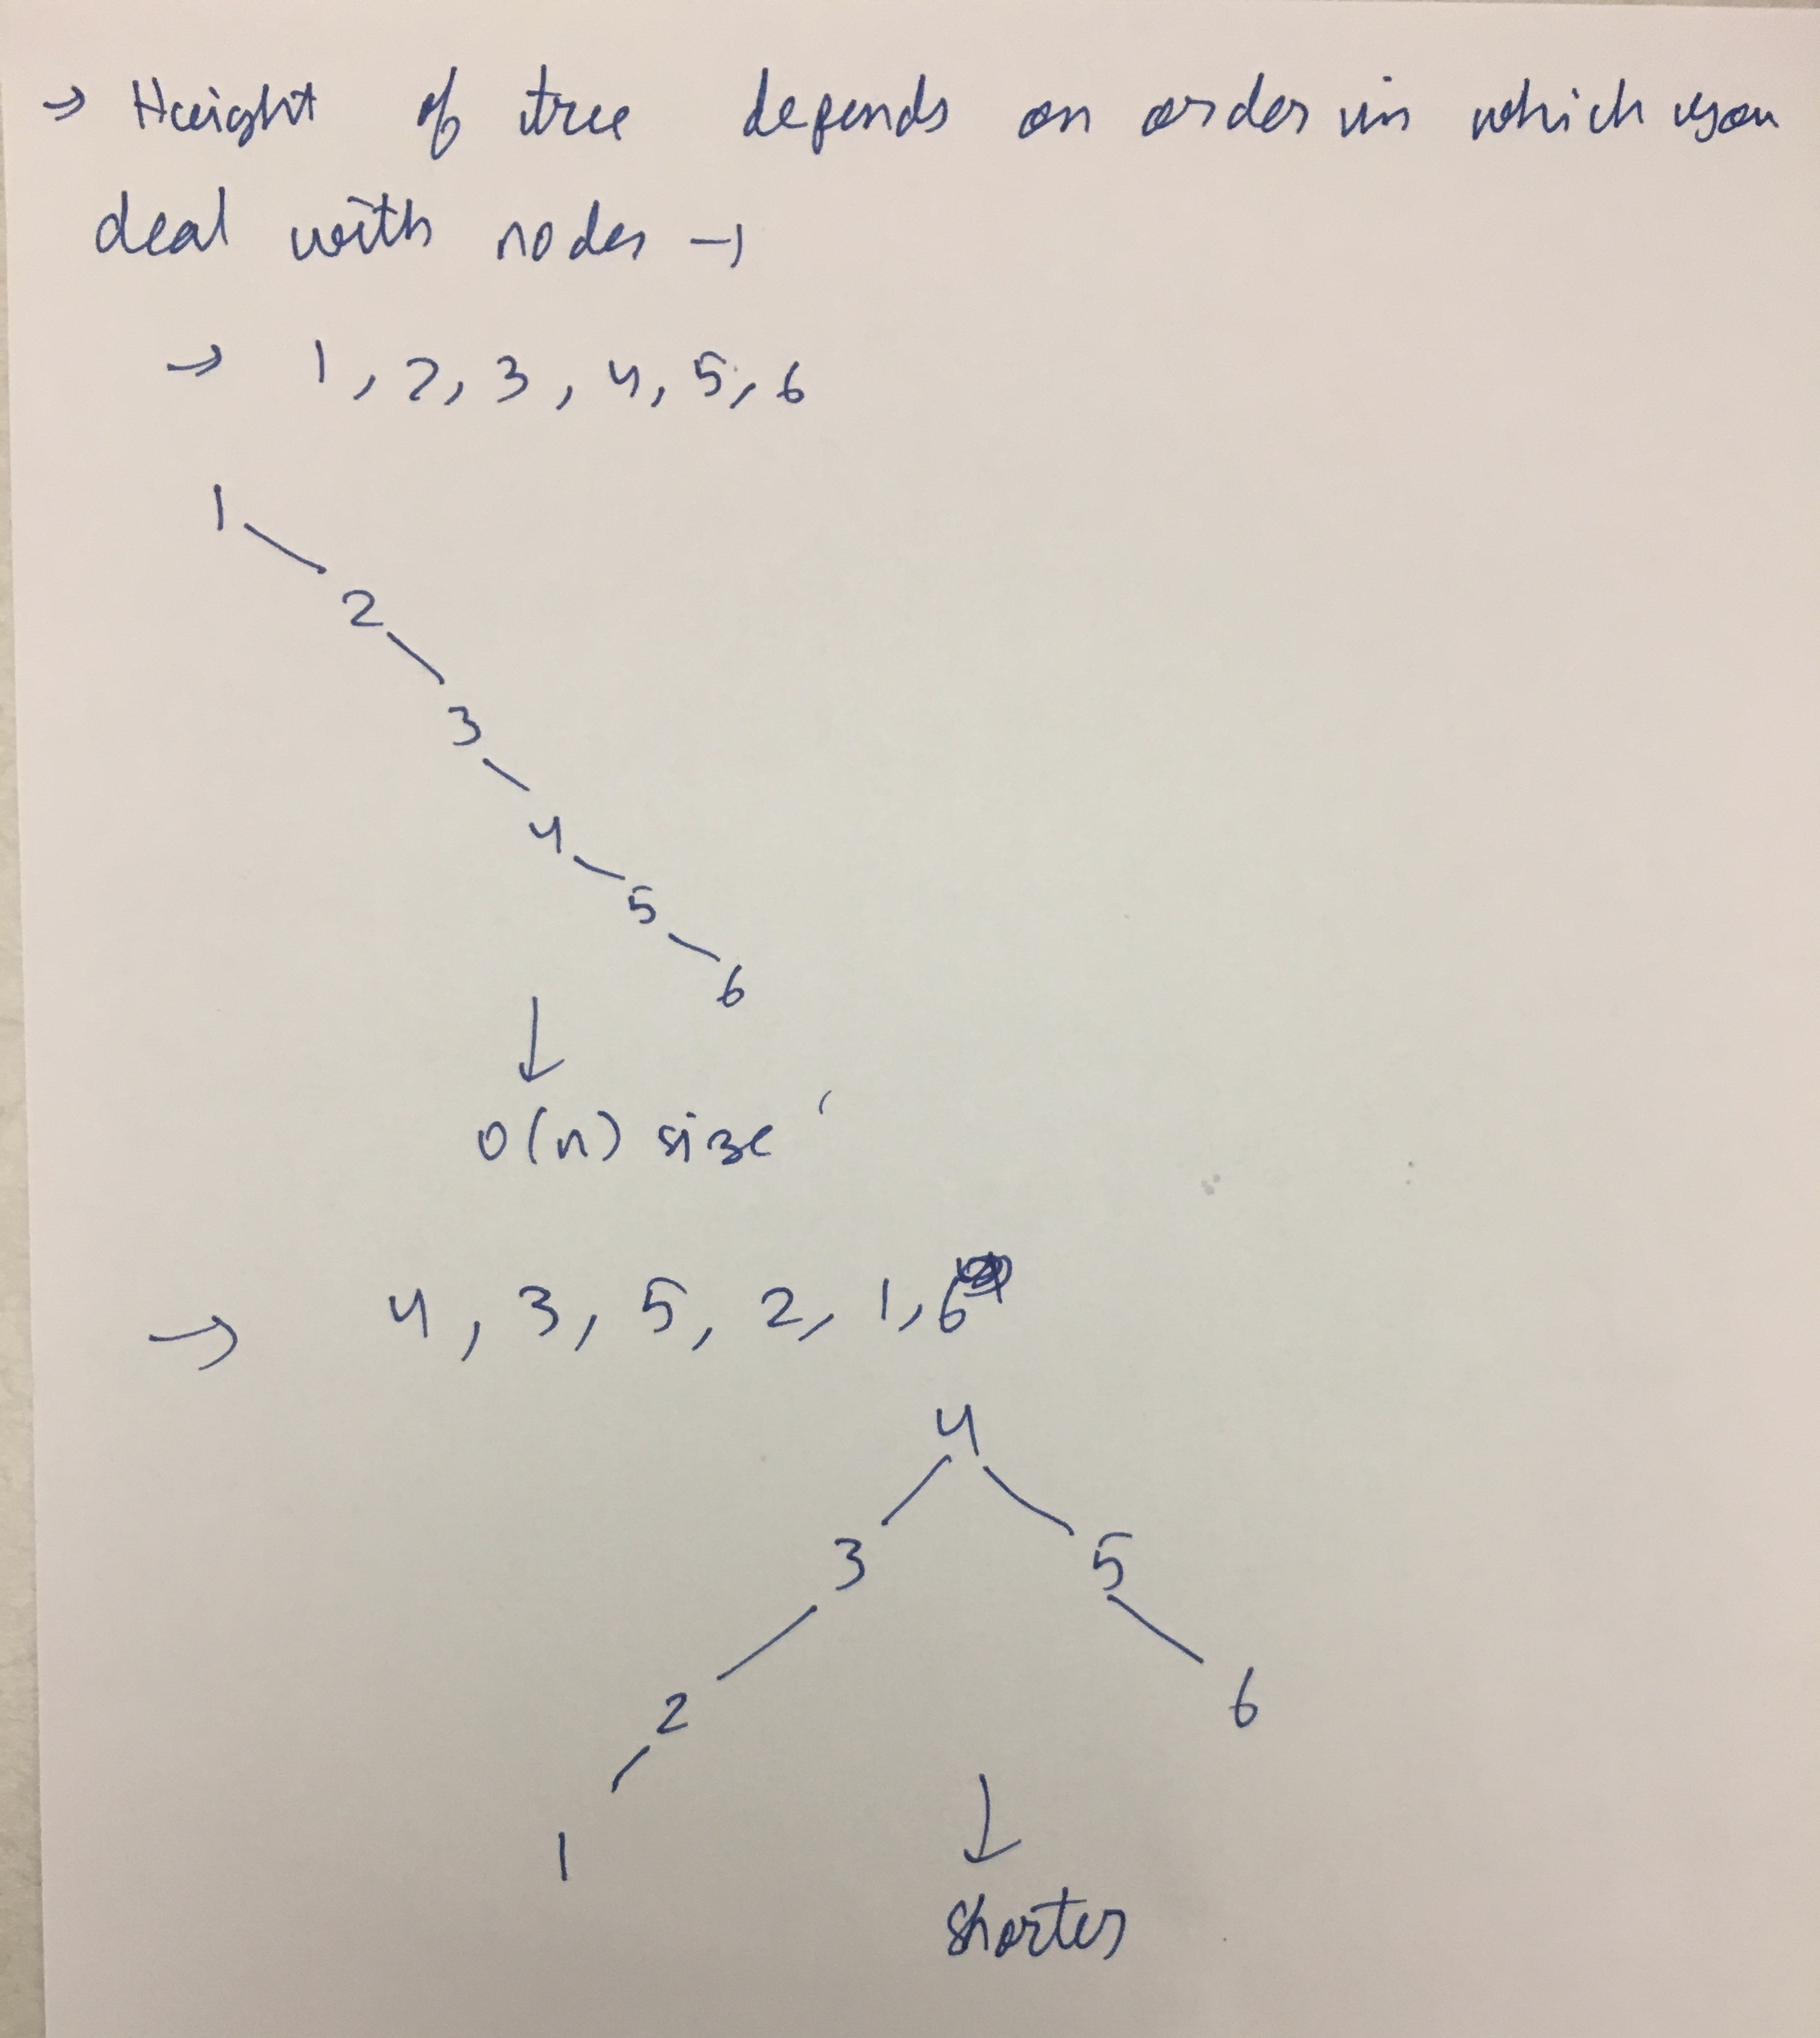 → Height of tree depends on order in which you
deal with nodes →
→ 1, 2, 3, 4, 5, 6
1
2
3
4
5
6
↓
O(n) size
→ 4, 3, 5, 2, 1, 6
4
3 5
2 6
1
↓
shorter